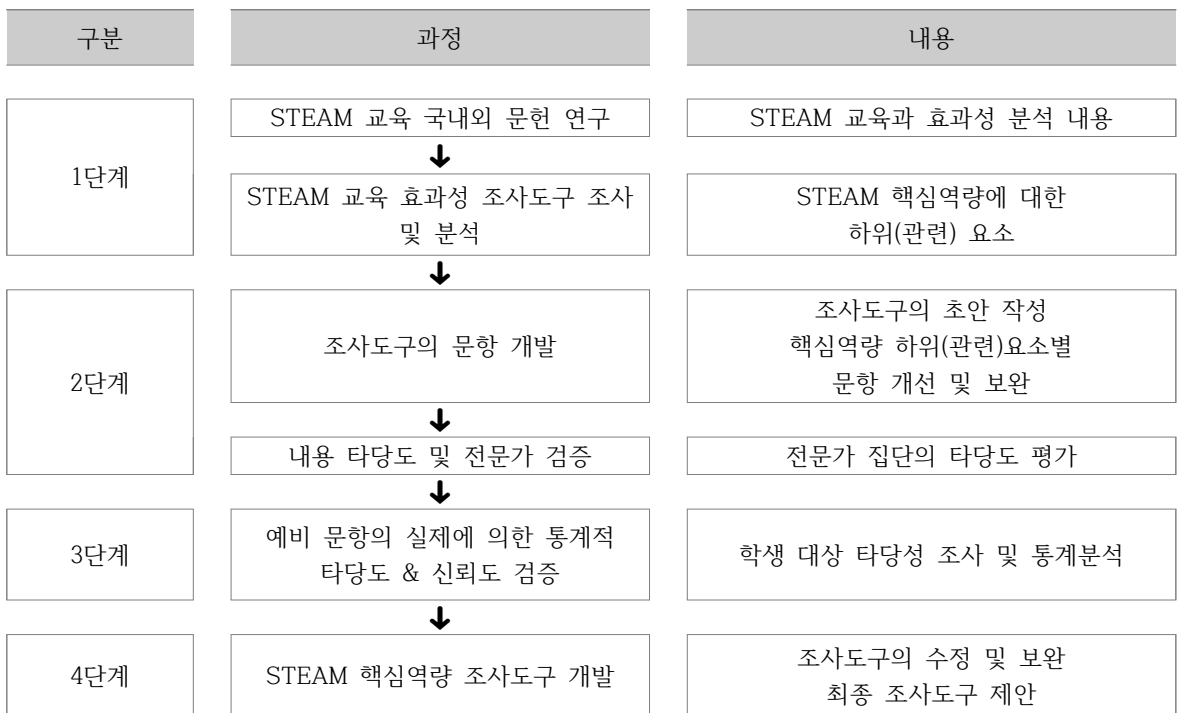 구분
과정
내용
1단계
STEAM 교육 국내외 문헌 연구
STEAM 교육과 효과성 분석 내용
STEAM 교육 효과성 조사도구 조사
및 분석
STEAM 핵심역량에 대한
하위(관련) 요소
2단계
조사도구의 문항 개발
조사도구의 초안 작성
핵심역량 하위(관련)요소별
문항 개선 및 보완
내용 타당도 및 전문가 검증
전문가 집단의 타당도 평가
3단계
예비 문항의 실제에 의한 통계적
타당도 & 신뢰도 검증
학생 대상 타당성 조사 및 통계분석
4단계
STEAM 핵심역량 조사도구 개발
조사도구의 수정 및 보완
최종 조사도구 제안